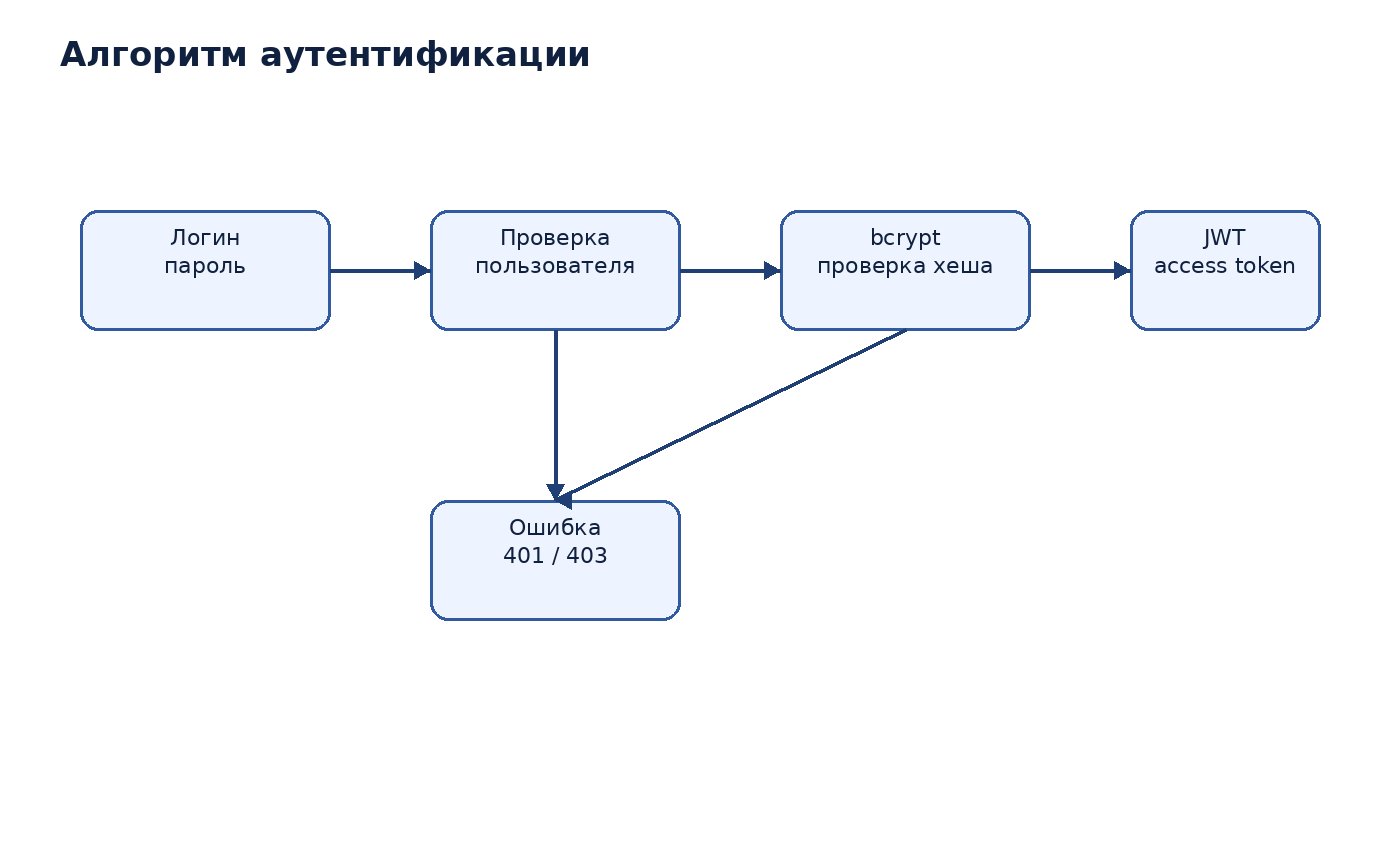 Алгоритм аутентификации
Логин
пароль
Проверка
пользователя
bcrypt
проверка хеша
JWT
access token
Ошибка
401 / 403